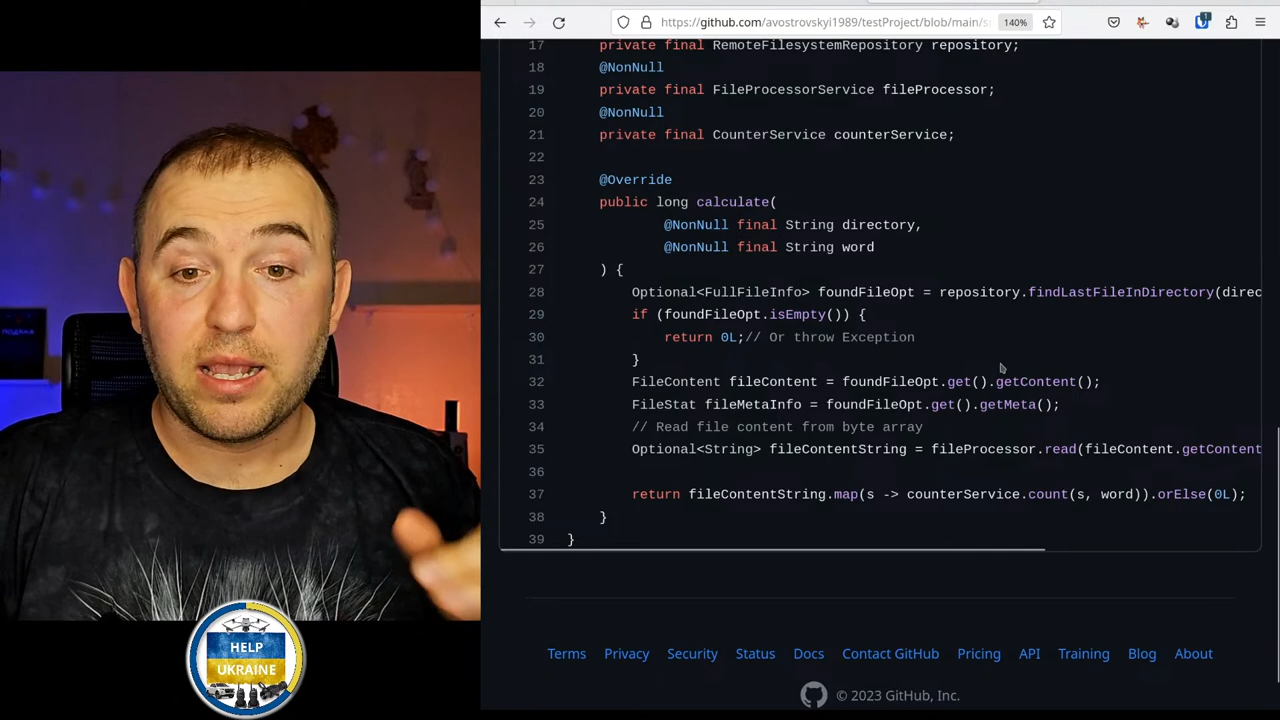 https://github.com/avostrovskyi1989/testProject/blob/main/s
140%
1
17 private final RemoteFilesystemRepository repository;
18 @NonNull
19 private final FileProcessorService fileProcessor;
20 @NonNull
21 private final CounterService counterService;
22
23 @Override
24 public long calculate(
25 @NonNull final String directory,
26 @NonNull final String word
27 ) {
28 Optional<FullFileInfo> foundFileOpt = repository.findLastFileInDirectory(direc
29 if (foundFileOpt.isEmpty()) {
30 return 0L;// Or throw Exception
31 }
32 FileContent fileContent = foundFileOpt.get().getContent();
33 FileStat fileMetaInfo = foundFileOpt.get().getMeta();
34 // Read file content from byte array
35 Optional<String> fileContentString = fileProcessor.read(fileContent.getContent
36
37 return fileContentString.map(s -> counterService.count(s, word)).orElse(0L);
38 }
39 }
Terms Privacy Security Status Docs Contact GitHub Pricing API Training Blog About
© 2023 GitHub, Inc.
HELP
UKRAINE